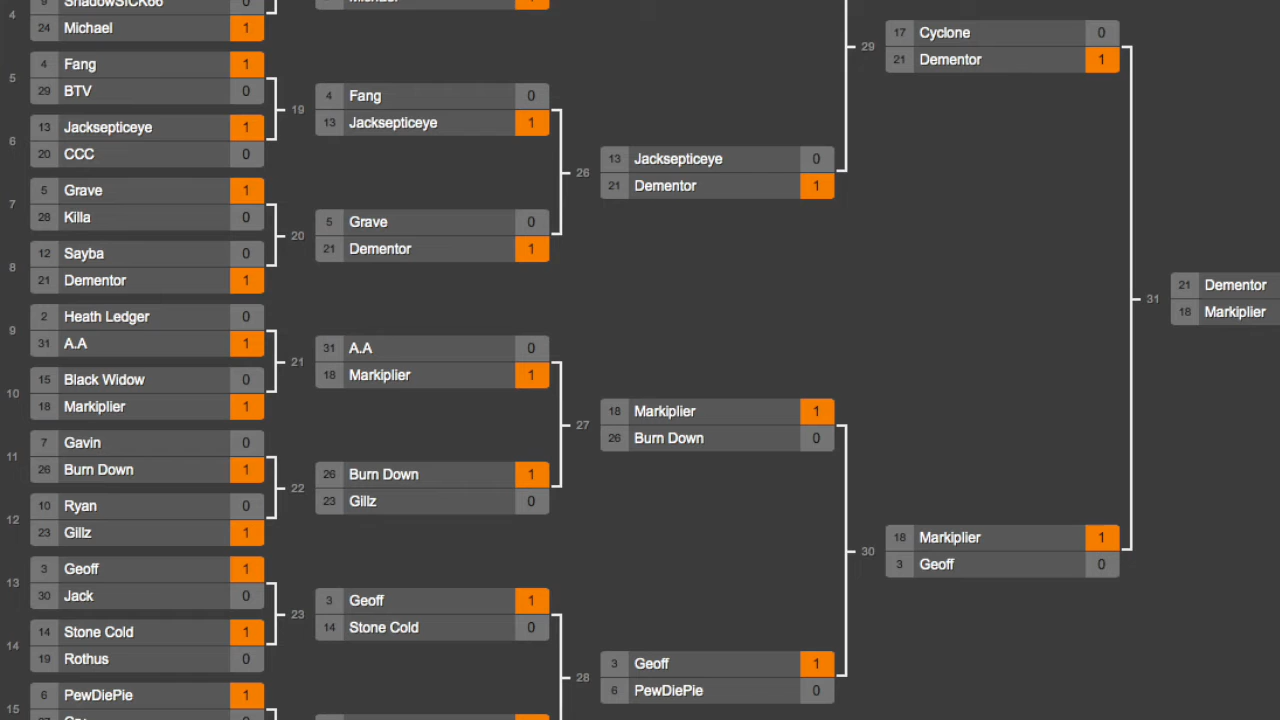 4
9 ShadowSICK66 0
24 Michael 1
5
4 Fang 1
29 BTV 0
6
13 Jacksepticeye 1
20 CCC 0
7
5 Grave 1
28 Killa 0
8
12 Sayba 0
21 Dementor 1
9
2 Heath Ledger 0
31 A.A 1
10
15 Black Widow 0
18 Markiplier 1
11
7 Gavin 0
26 Burn Down 1
12
10 Ryan 0
23 Gillz 1
13
3 Geoff 1
30 Jack 0
14
14 Stone Cold 1
19 Rothus 0
15
6 PewDiePie 1
Michael
19
4 Fang 0
13 Jacksepticeye 1
20
5 Grave 0
21 Dementor 1
21
31 A.A 0
18 Markiplier 1
22
26 Burn Down 1
23 Gillz 0
23
3 Geoff 1
14 Stone Cold 0
26
13 Jacksepticeye 0
21 Dementor 1
27
18 Markiplier 1
26 Burn Down 0
28
3 Geoff 1
6 PewDiePie 0
29
17 Cyclone 0
21 Dementor 1
30
18 Markiplier 1
3 Geoff 0
31
21 Dementor
18 Markiplier